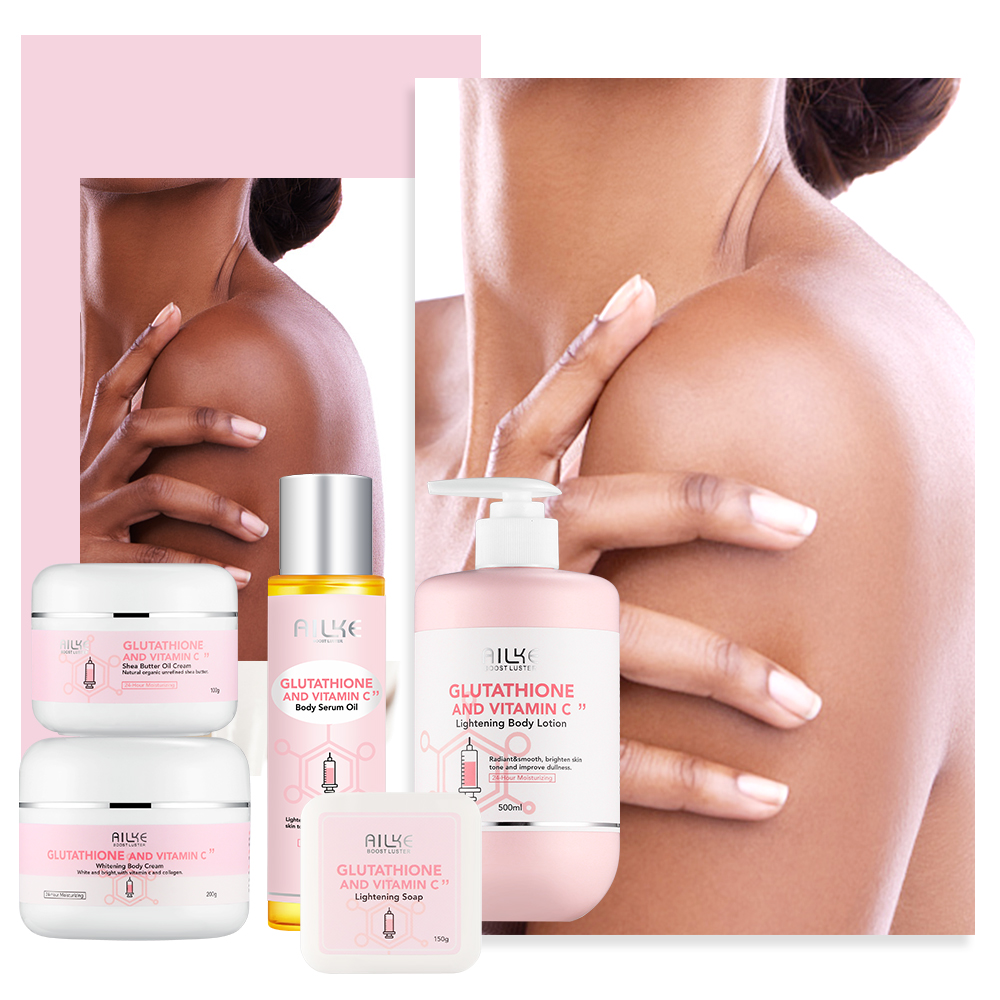 AILKE
BOOST LUSTER
GLUTATHIONE
AND VITAMIN C ”
Shea Butter Oil Cream
Natural organic unrefined shea butter.
24-Hour Moisturizing
100g
AILKE
BOOST LUSTER
GLUTATHIONE AND VITAMIN C ”
Whitening Body Cream
White and bright,with vitamin c and collagen.
24-Hour Moisturizing
200g
AILKE
BOOST LUSTER
GLUTATHIONE
AND VITAMIN C ”
Body Serum Oil
skin
AILKE
BOOST LUSTER
GLUTATHIONE
AND VITAMIN C ”
Lightening Soap
150g
AILKE
BOOST LUSTER
GLUTATHIONE
AND VITAMIN C ”
Lightening Body Lotion
Radiant&smooth, brighten skin
tone and improve dullness.
24-Hour Moisturizing
500ml